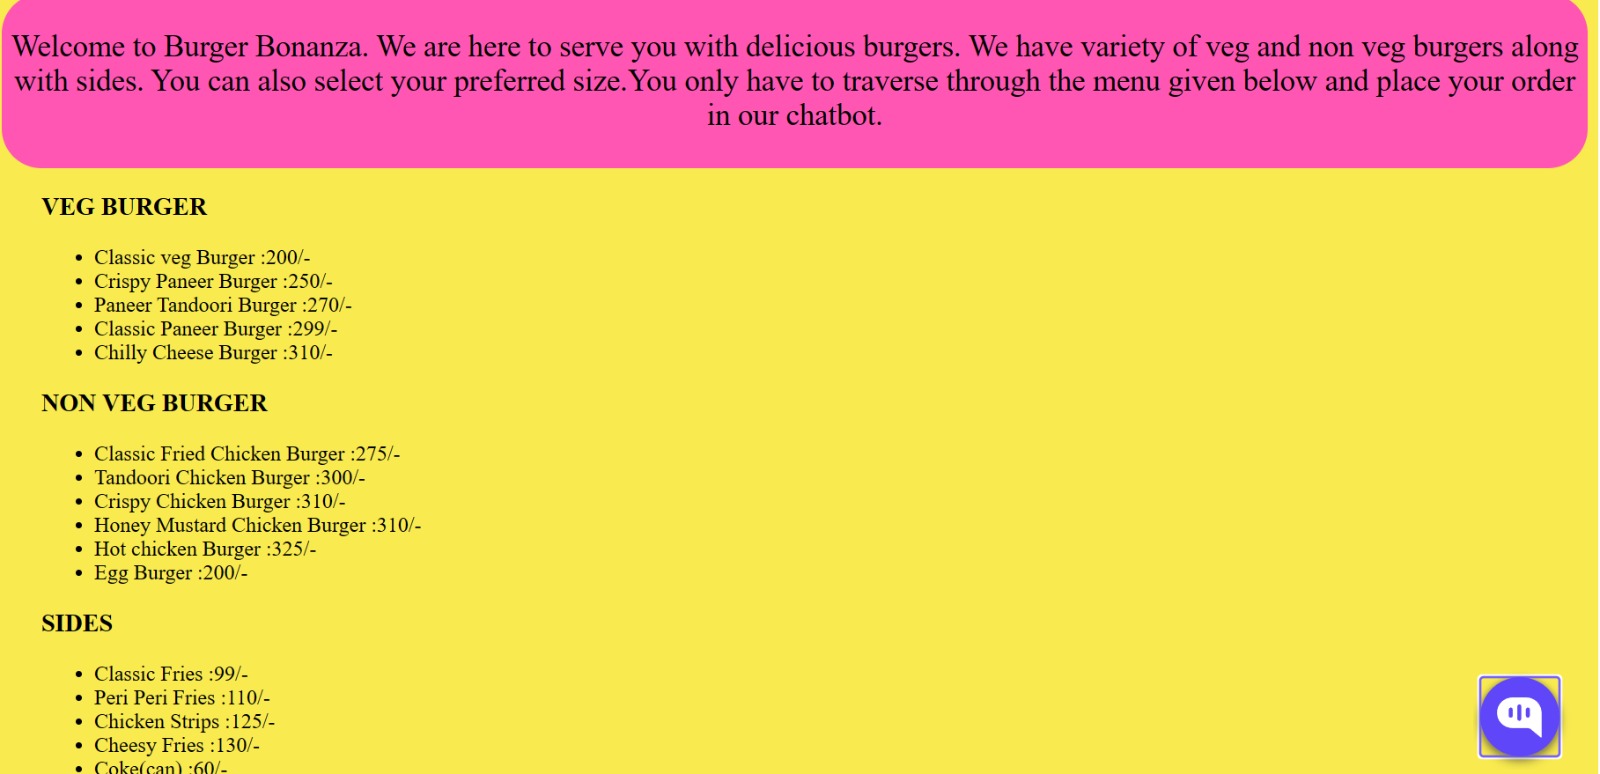 Welcome to Burger Bonanza. We are here to serve you with delicious burgers. We have variety of veg and non veg burgers along
with sides. You can also select your preferred size.You only have to traverse through the menu given below and place your order
in our chatbot.
VEG BURGER
• Classic veg Burger :200/-
• Crispy Paneer Burger :250/-
• Paneer Tandoori Burger :270/-
• Classic Paneer Burger :299/-
• Chilly Cheese Burger :310/-
NON VEG BURGER
• Classic Fried Chicken Burger :275/-
• Tandoori Chicken Burger :300/-
• Crispy Chicken Burger :310/-
• Honey Mustard Chicken Burger :310/-
• Hot chicken Burger :325/-
• Egg Burger :200/-
SIDES
• Classic Fries :99/-
• Peri Peri Fries :110/-
• Chicken Strips :125/-
• Cheesy Fries :130/-
• Coke(can) :60/-